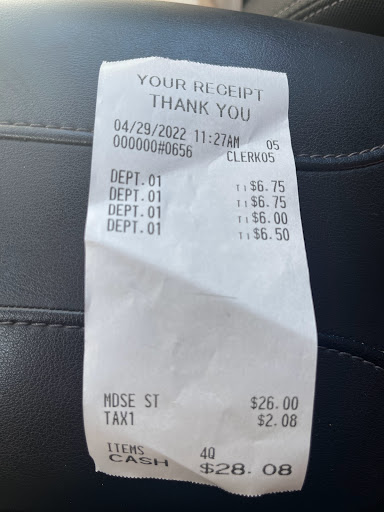 YOUR RECEIPT
THANK YOU
04/29/2022 11:27AM 05
000000#0656 CLERK05
DEPT.01 T1 $6.75
DEPT.01 T1 $6.75
DEPT.01 T1 $6.00
DEPT.01 T1 $6.50
MDSE ST $26.00
TAX1 $2.08
ITEMS 4Q
CASH $28.08